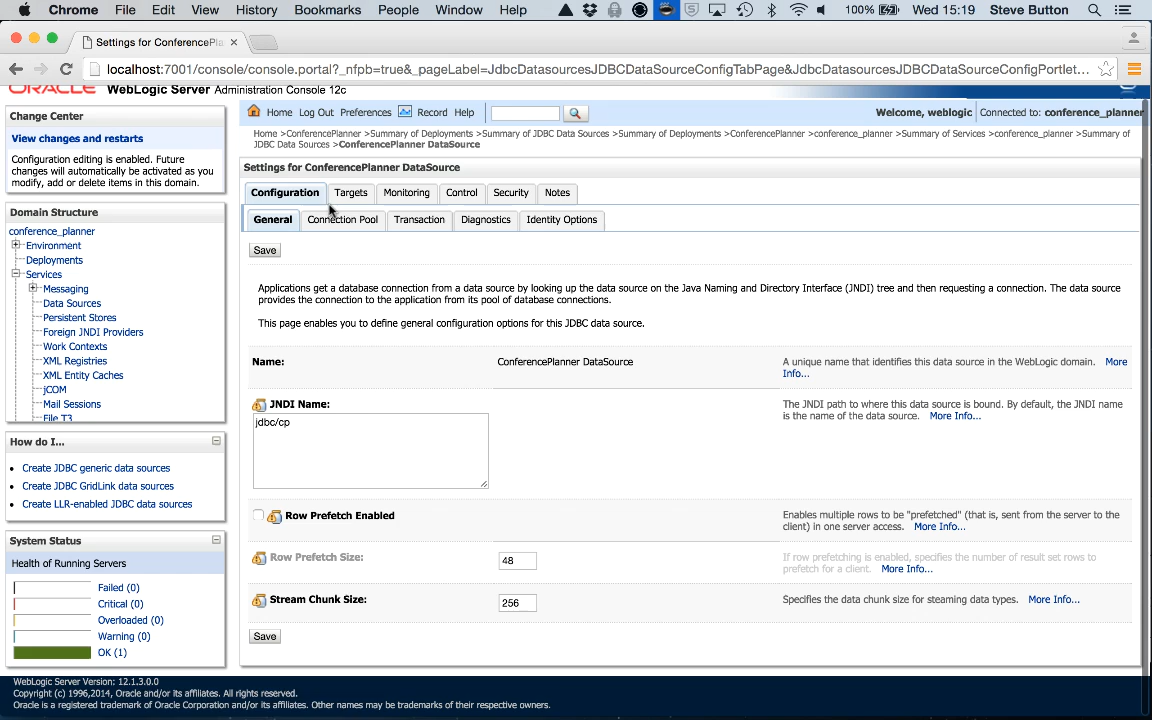 Chrome File Edit View History Bookmarks People Window Help 100% Wed 15:19 Steve Button
Settings for ConferencePla
localhost:7001/console/console.portal?_nfpb=true&_pageLabel=JdbcDatasourcesJDBCDataSourceConfigTabPage&JdbcDatasourcesJDBCDataSourceConfigPortlet...
ORACLE WebLogic Server Administration Console 12c
Change Center
View changes and restarts
Configuration editing is enabled. Future
changes will automatically be activated as you
modify, add or delete items in this domain.
Domain Structure
conference_planner
Environment
Deployments
Services
Messaging
Data Sources
Persistent Stores
Foreign JNDI Providers
Work Contexts
XML Registries
XML Entity Caches
jCOM
Mail Sessions
File T3
How do I...
Create JDBC generic data sources
Create JDBC GridLink data sources
Create LLR-enabled JDBC data sources
System Status
Health of Running Servers
Failed (0)
Critical (0)
Overloaded (0)
Warning (0)
OK (1)
Home Log Out Preferences Record Help
Welcome, weblogic Connected to: conference_planner
Home >ConferencePlanner >Summary of Deployments >Summary of JDBC Data Sources >Summary of Deployments >ConferencePlanner >conference_planner >Summary of Services >conference_planner >Summary of
JDBC Data Sources >ConferencePlanner DataSource
Settings for ConferencePlanner DataSource
Configuration Targets Monitoring Control Security Notes
General Connection Pool Transaction Diagnostics Identity Options
Save
Applications get a database connection from a data source by looking up the data source on the Java Naming and Directory Interface (JNDI) tree and then requesting a connection. The data source
provides the connection to the application from its pool of database connections.
This page enables you to define general configuration options for this JDBC data source.
Name: ConferencePlanner DataSource A unique name that identifies this data source in the WebLogic domain. More
Info...
JNDI Name: The JNDI path to where this data source is bound. By default, the JNDI name
is the name of the data source. More Info...
jdbc/cp
Row Prefetch Enabled Enables multiple rows to be "prefetched" (that is, sent from the server to the
client) in one server access. More Info...
Row Prefetch Size: 48 If row prefetching is enabled, specifies the number of result set rows to
prefetch for a client. More Info...
Stream Chunk Size: 256 Specifies the data chunk size for steaming data types. More Info...
Save
WebLogic Server Version: 12.1.3.0.0
Copyright (c) 1996,2014, Oracle and/or its affiliates. All rights reserved.
Oracle is a registered trademark of Oracle Corporation and/or its affiliates. Other names may be trademarks of their respective owners.